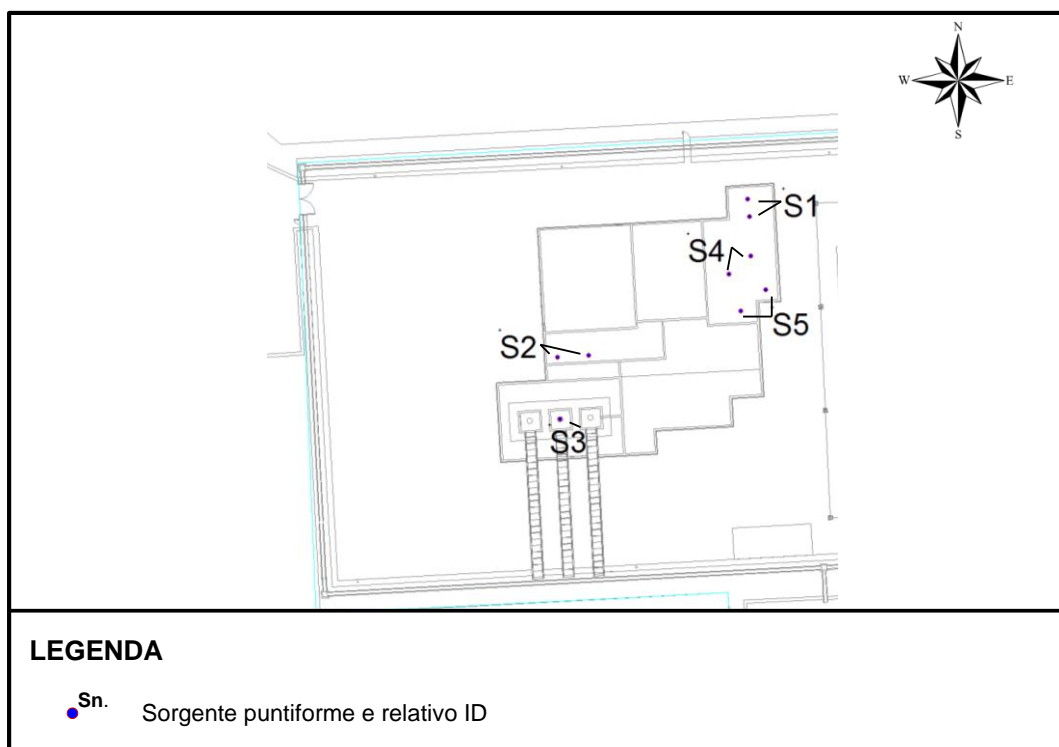 N
W
E
S
S1
S4
S5
S2
S3
LEGENDA
Sn.
Sorgente puntiforme e relativo ID